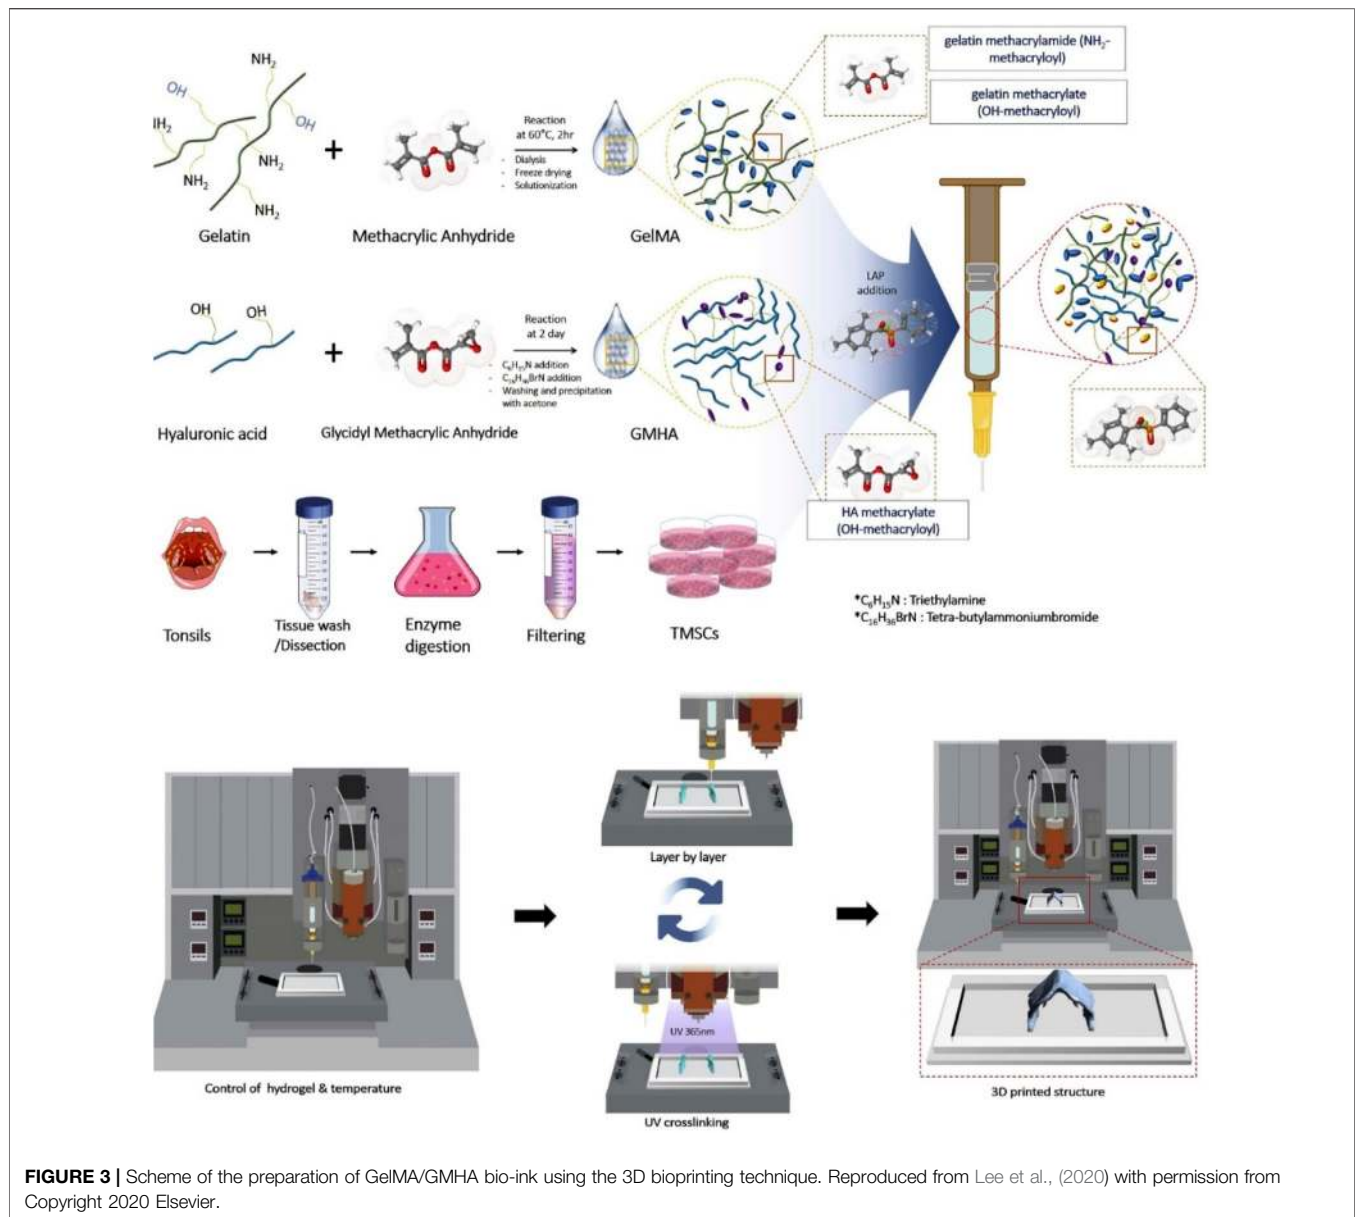 NH₂
OH
OH
IH₂
NH₂
NH₂
NH₂
Gelatin
+
Methacrylic Anhydride
Reaction
at 60°C, 2hr
- Dialysis
- Freeze drying
- Solutionization
GelMA
gelatin methacrylamide (NH₂-
methacryloyl)
gelatin methacrylate
(OH-methacryloyl)
LAP
addition
OH
OH
Hyaluronic acid
+
Glycidyl Methacrylic Anhydride
Reaction
at 2 day
- C₆H₁₅N addition
- C₁₆H₃₆BrN addition
- Washing and precipitation
with acetone
GMHA
HA methacrylate
(OH-methacryloyl)
Tonsils
Tissue wash
/Dissection
Enzyme
digestion
Filtering
TMSCs
*C₆H₁₅N : Triethylamine
*C₁₆H₃₆BrN : Tetra-butylammoniumbromide
Control of hydrogel & temperature
Layer by layer
UV 365nm
UV crosslinking
3D printed structure
FIGURE 3 | Scheme of the preparation of GelMA/GMHA bio-ink using the 3D bioprinting technique. Reproduced from Lee et al., (2020) with permission from
Copyright 2020 Elsevier.